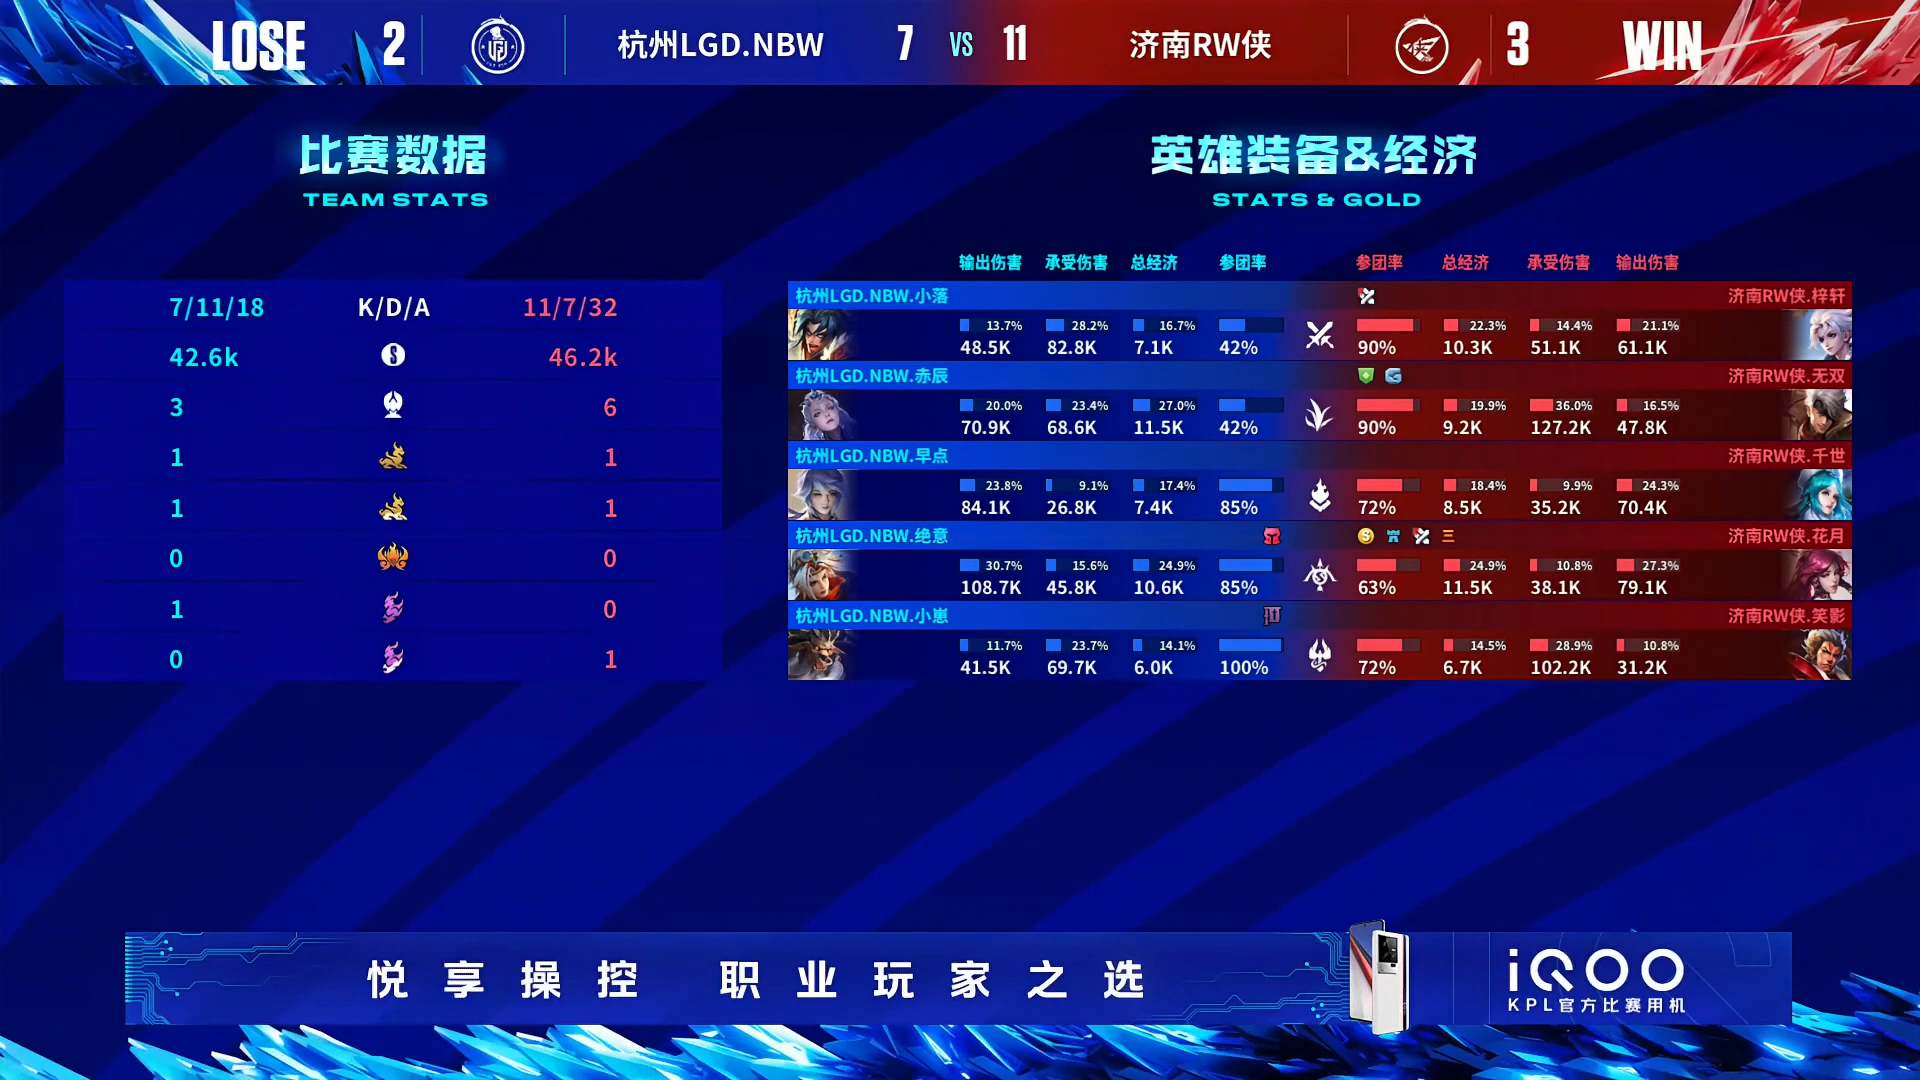 LOSE 2 杭州LGD.NBW 7 VS 11 济南RW侠 3 WIN
比赛数据
TEAM STATS
7/11/18 K/D/A 11/7/32
42.6k 46.2k
3 6
1 1
1 1
0 0
1 0
0 1
英雄装备&经济
STATS & GOLD
输出伤害 承受伤害 总经济 参团率 参团率 总经济 承受伤害 输出伤害
杭州LGD.NBW.小落 济南RW侠.梓轩
13.7% 28.2% 16.7% 22.3% 14.4% 21.1%
48.5K 82.8K 7.1K 42% 90% 10.3K 51.1K 61.1K
杭州LGD.NBW.赤辰 济南RW侠.无双
20.0% 23.4% 27.0% 19.9% 36.0% 16.5%
70.9K 68.6K 11.5K 42% 90% 9.2K 127.2K 47.8K
杭州LGD.NBW.早点 济南RW侠.千世
23.8% 9.1% 17.4% 18.4% 9.9% 24.3%
84.1K 26.8K 7.4K 85% 72% 8.5K 35.2K 70.4K
杭州LGD.NBW.绝意 济南RW侠.花月
30.7% 15.6% 24.9% 24.9% 10.8% 27.3%
108.7K 45.8K 10.6K 85% 63% 11.5K 38.1K 79.1K
杭州LGD.NBW.小崽 济南RW侠.笑影
11.7% 23.7% 14.1% 14.5% 28.9% 10.8%
41.5K 69.7K 6.0K 100% 72% 6.7K 102.2K 31.2K
悦享操控 职业玩家之选
iQOO
KPL官方比赛用机